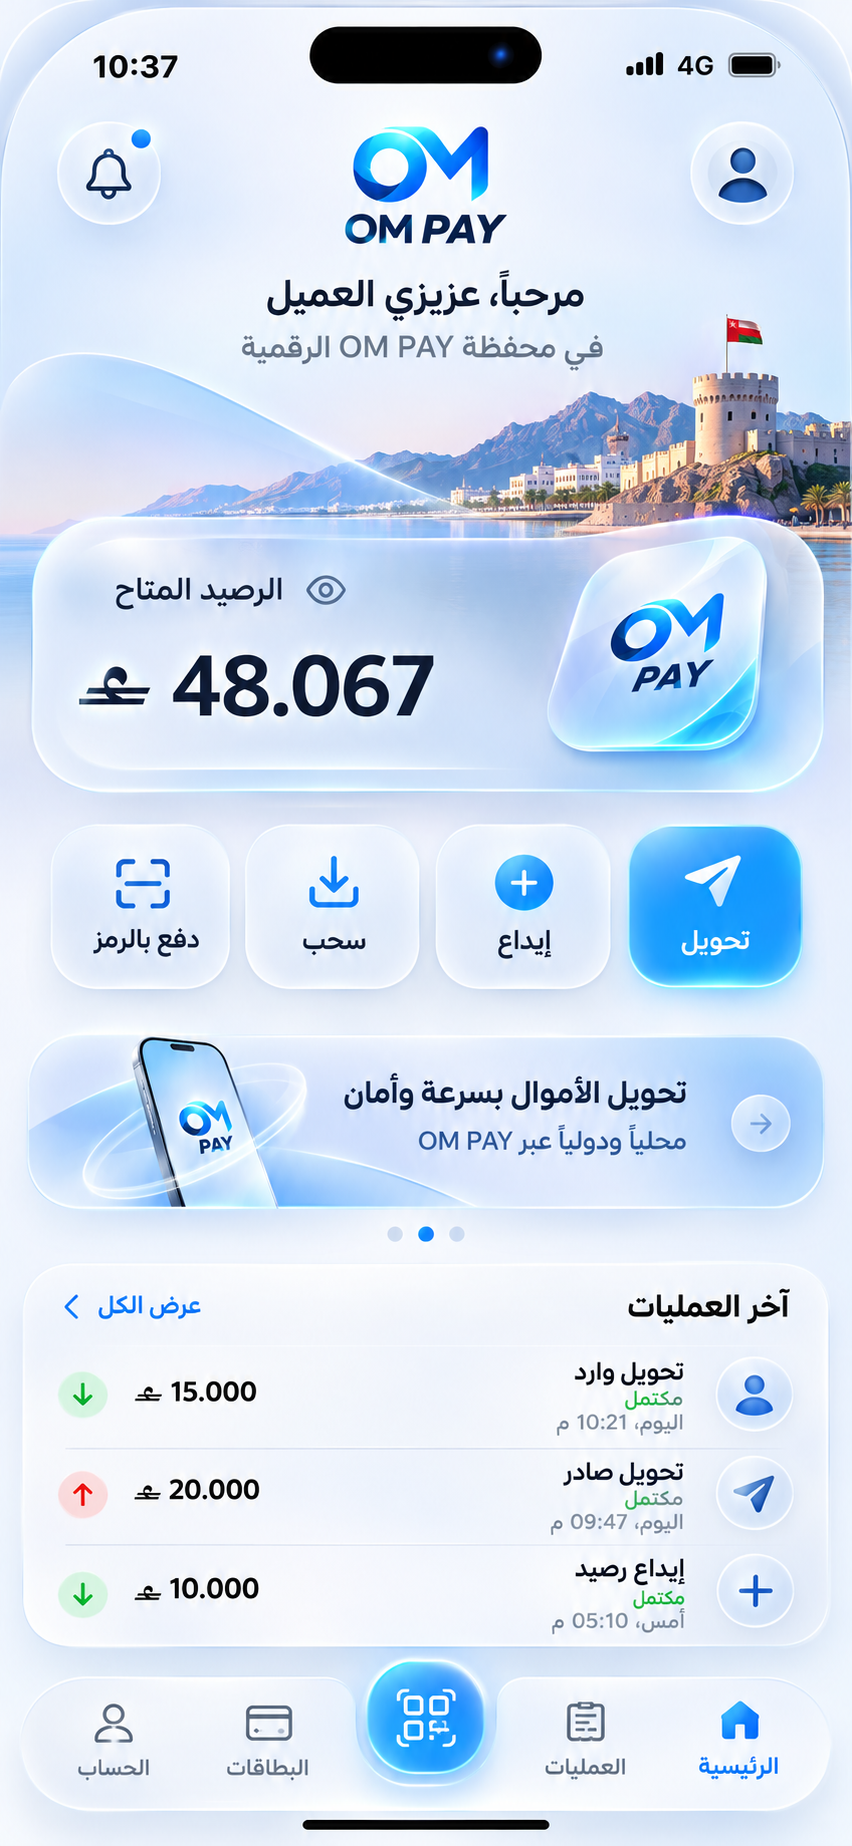 10:37
4G
OM
OM PAY
مرحباً، عزيزي العميل
في محفظة OM PAY الرقمية
الرصيد المتاح
48.067
OM
PAY
تحويل
إيداع
سحب
دفع بالرمز
تحويل الأموال بسرعة وأمان
محلياً ودولياً عبر OM PAY
OM
PAY
آخر العمليات
عرض الكل
تحويل وارد
مكتمل
اليوم، 10:21 م
15.000
تحويل صادر
مكتمل
اليوم، 09:47 م
20.000
إيداع رصيد
مكتمل
أمس، 05:10 م
10.000
الرئيسية
العمليات
البطاقات
الحساب